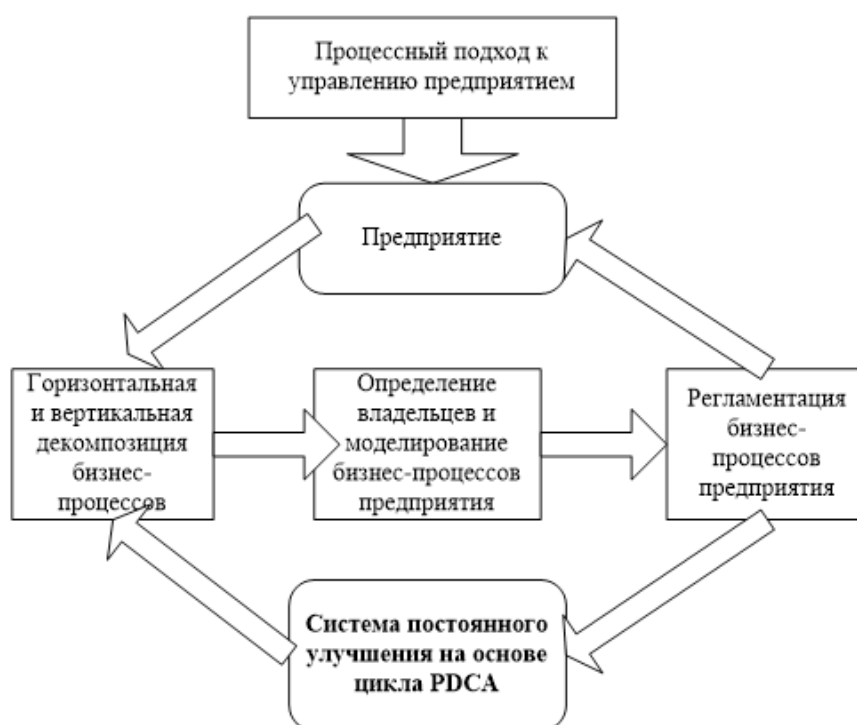 Процессный подход к
управлению предприятием
Предприятие
Горизонтальная
и вертикальная
декомпозиция
бизнес-
процессов
Определение
владельцев и
моделирование
бизнес-процессов
предприятия
Регламентация
бизнес-
процессов
предприятия
Система постоянного
улучшения на основе
цикла PDCA